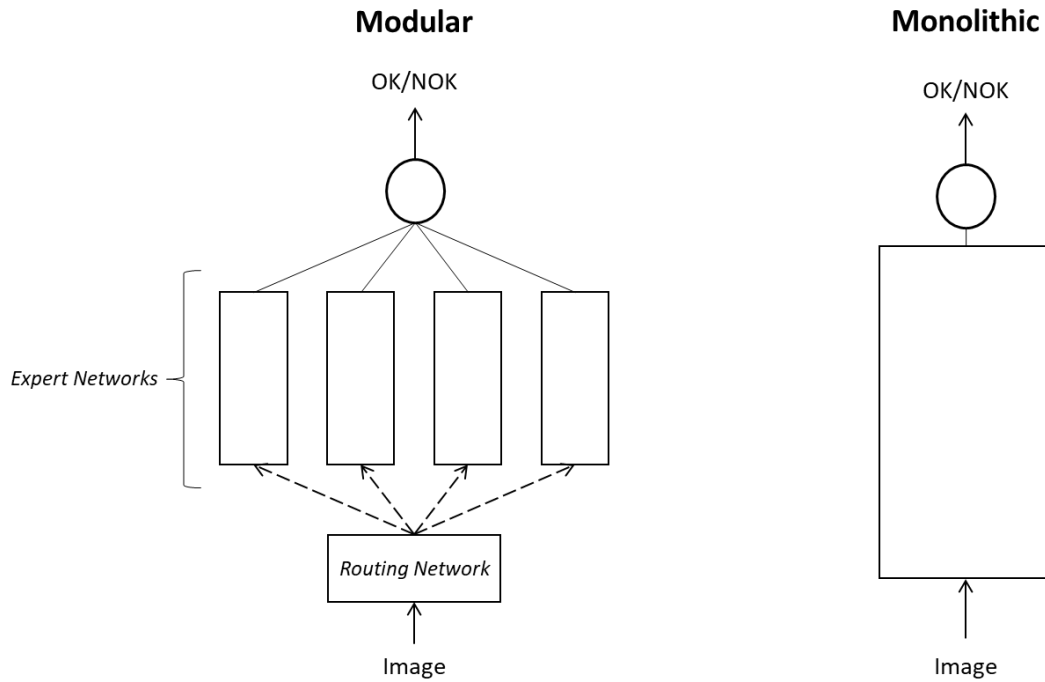 Modular
OK/NOK
Expert Networks
Routing Network
Image
Monolithic
OK/NOK
Image